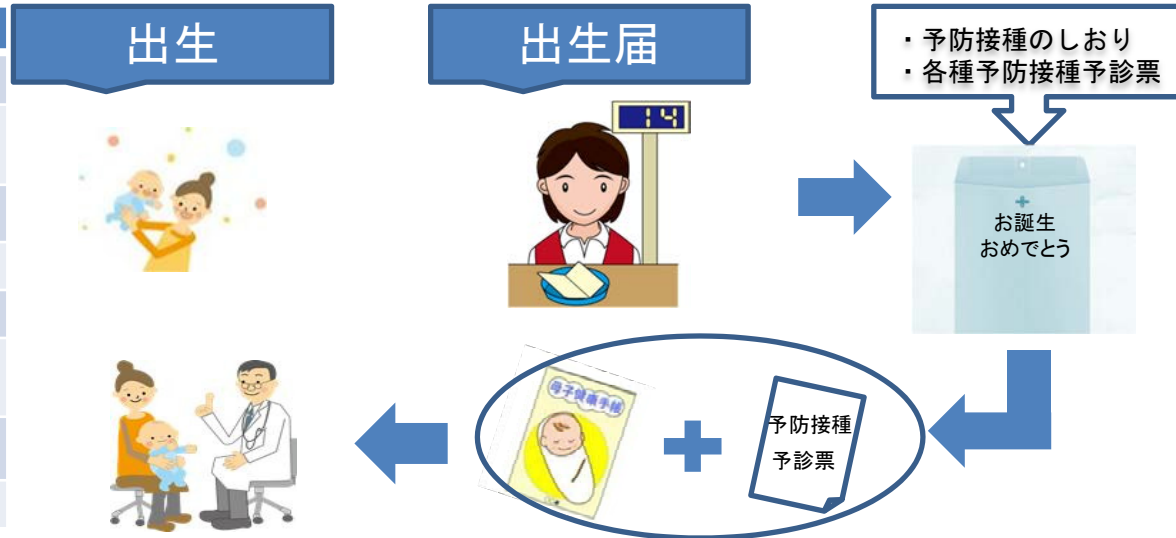 出生
出生届
・予防接種のしおり
・各種予防接種予診票
14
お誕生
おめでとう
母子健康手帳
予防接種
予診票